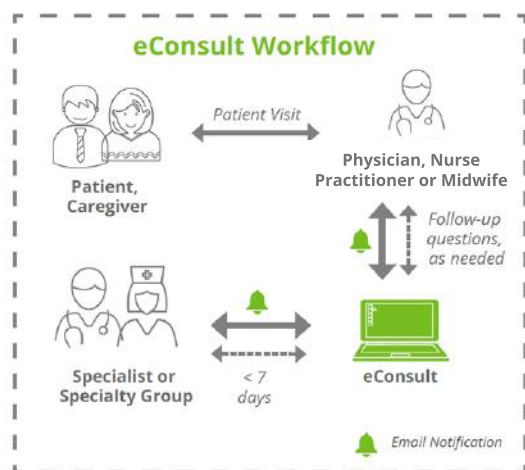 eConsult Workflow
Patient Visit
Patient,
Caregiver
Physician, Nurse
Practitioner or Midwife
Follow-up
questions,
as needed
Specialist or
Specialty Group
< 7
days
eConsult
Email Notification